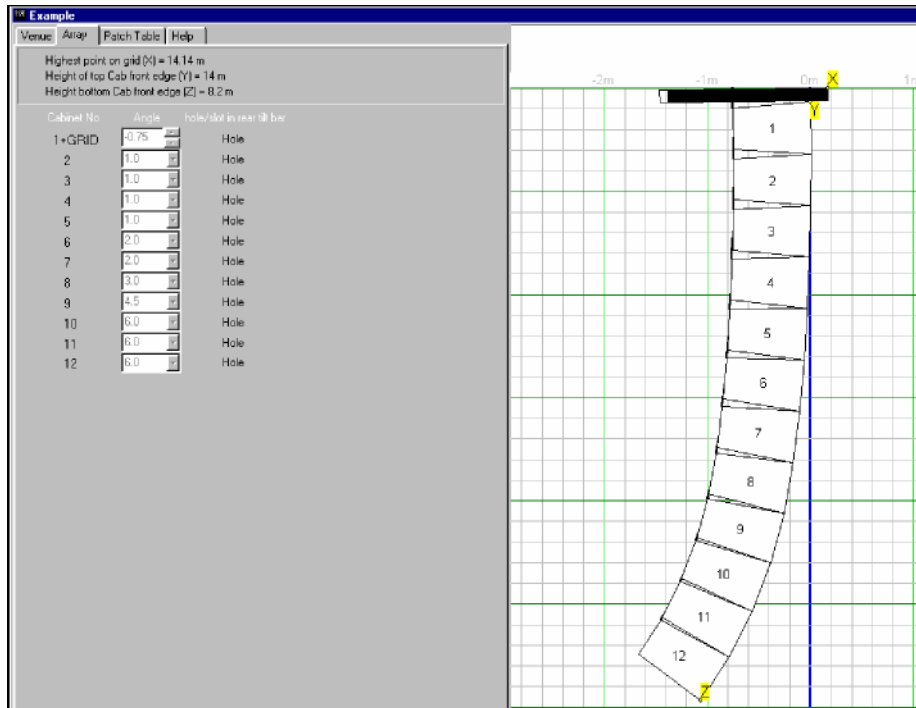 Example
Venue Array Patch Table Help
Highest point on grid (X) = 14.14 m
Height of top Cab front edge (Y) = 14 m
Height bottom Cab front edge (Z) = 8.2 m
Cabinet No Angle hole/slot in rear tilt bar
1+GRID -0.75 Hole
2 1.0 Hole
3 1.0 Hole
4 1.0 Hole
5 1.0 Hole
6 2.0 Hole
7 2.0 Hole
8 3.0 Hole
9 4.5 Hole
10 6.0 Hole
11 6.0 Hole
12 6.0 Hole
-2m -1m 0m X
Y
1
2
3
4
5
6
7
8
9
10
11
12
Z